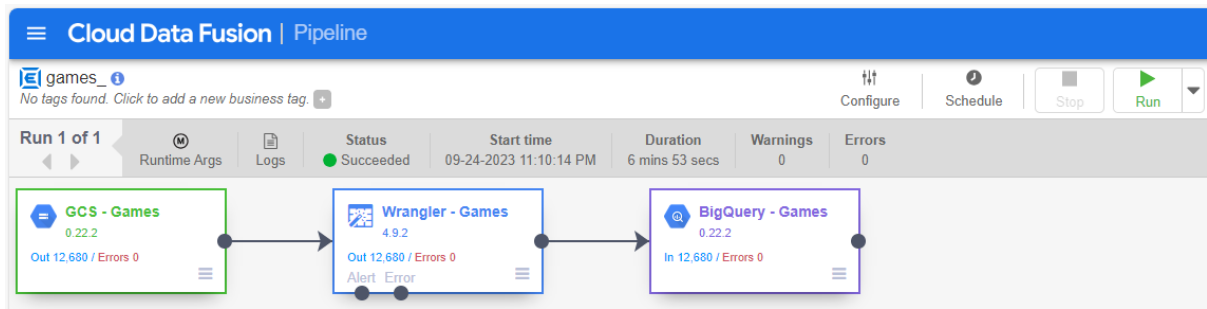 Cloud Data Fusion | Pipeline
games_
No tags found. Click to add a new business tag. +
Configure
Schedule
Stop
Run
Run 1 of 1
Runtime Args
Logs
Status
Succeeded
Start time
09-24-2023 11:10:14 PM
Duration
6 mins 53 secs
Warnings
0
Errors
0
GCS - Games
0.22.2
Out 12,680 / Errors 0
Wrangler - Games
4.9.2
Out 12,680 / Errors 0
Alert Error
BigQuery - Games
0.22.2
In 12,680 / Errors 0